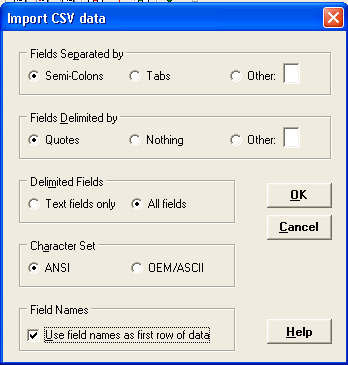 Import CSV data
Fields Separated by
Semi-Colons Tabs Other:
Fields Delimited by
Quotes Nothing Other:
Delimited Fields
Text fields only All fields
OK
Cancel
Character Set
ANSI OEM/ASCII
Field Names
Use field names as first row of data
Help